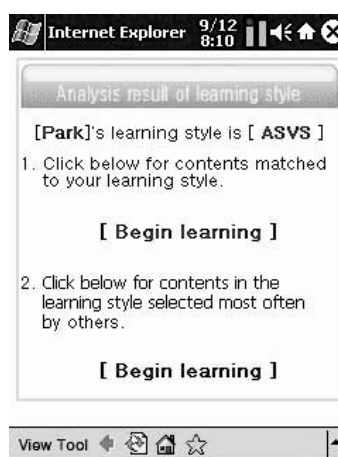 Internet Explorer 9/12 8:10
Analysis result of learning style
[Park]'s learning style is [ ASVS ]
1. Click below for contents matched
to your learning style.
[ Begin learning ]
2. Click below for contents in the
learning style selected most often
by others.
[ Begin learning ]
View Tool